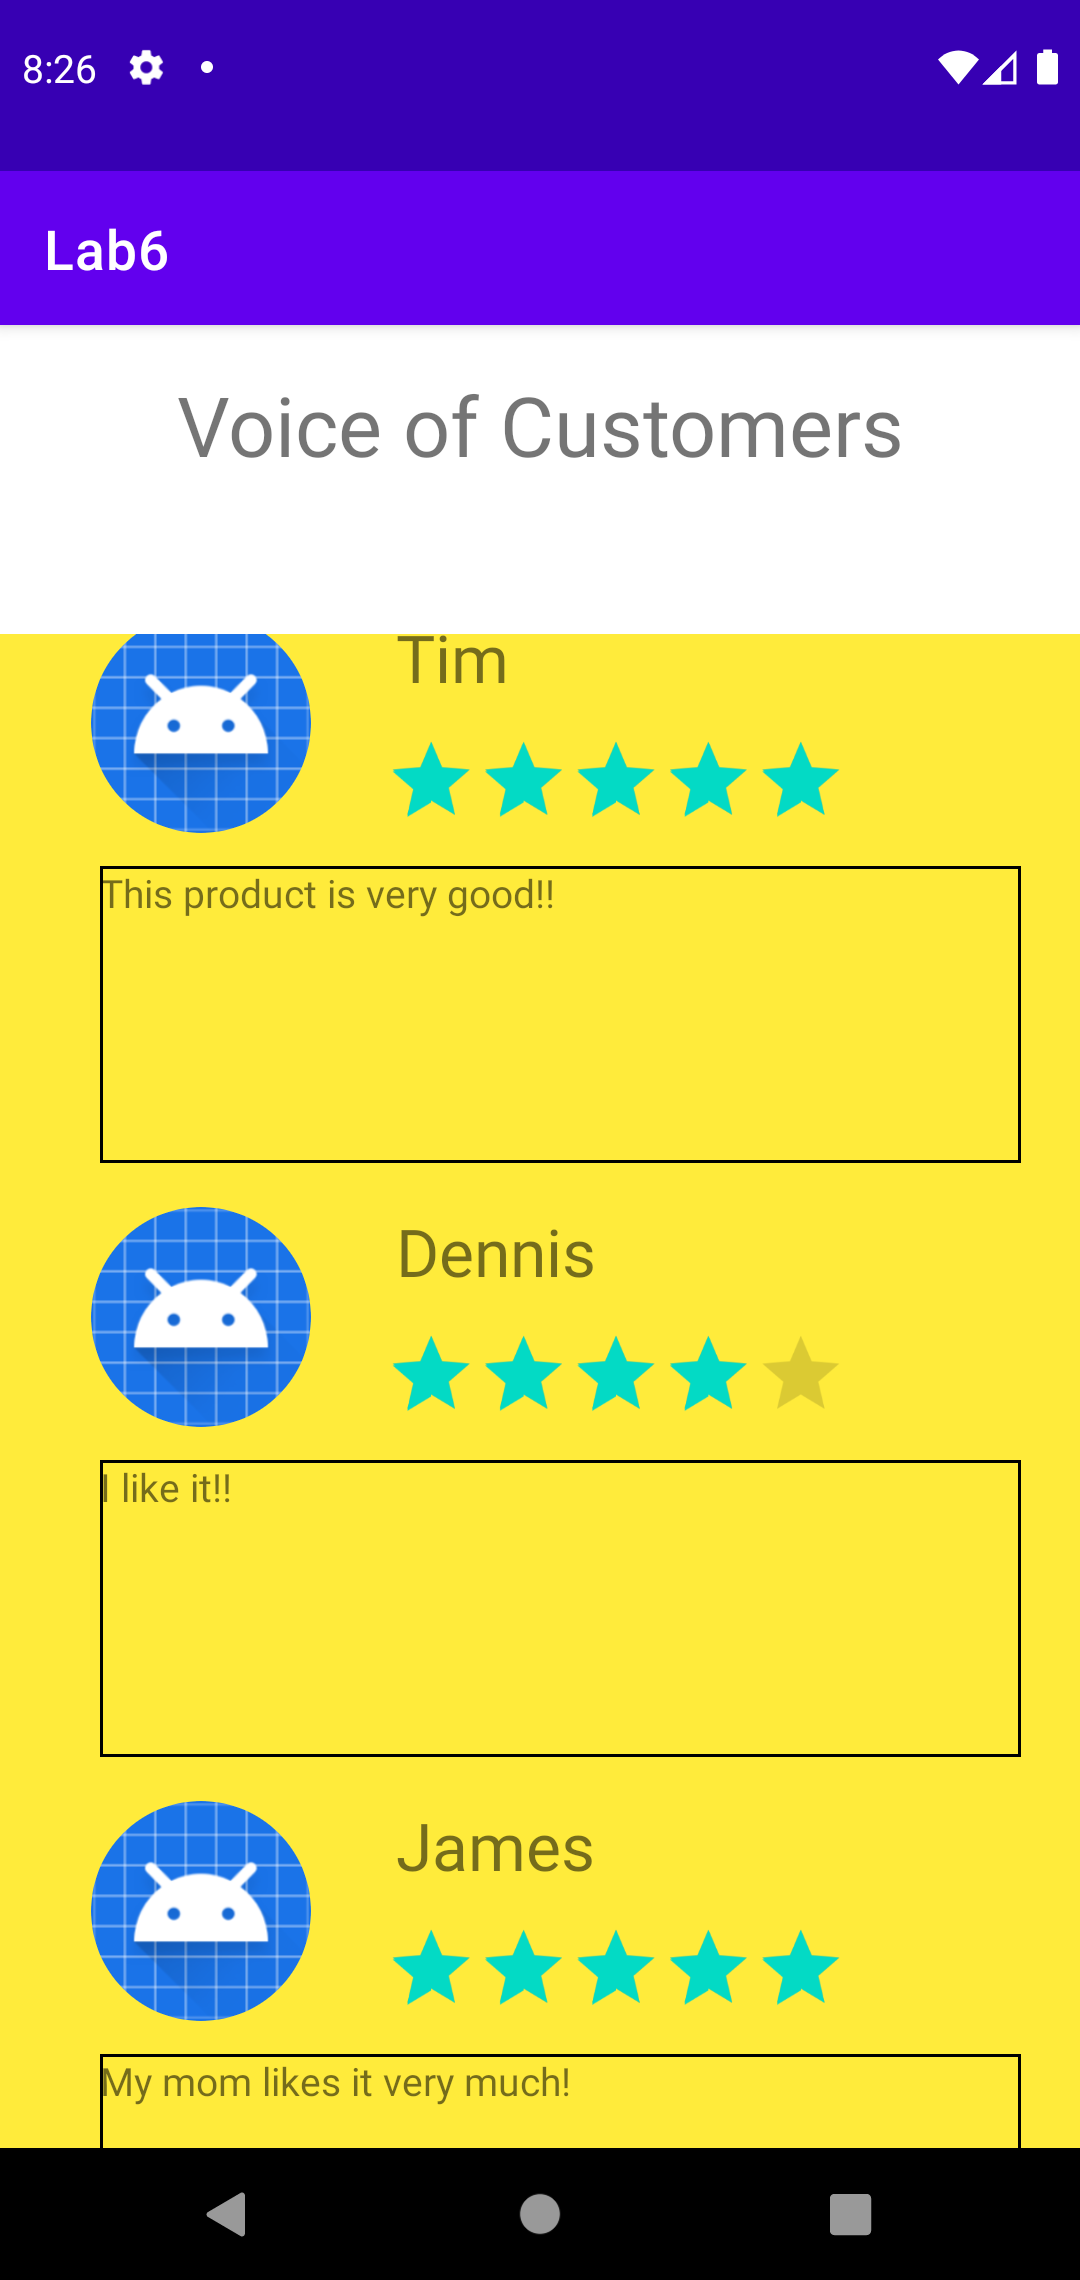 8:26
Lab6
Voice of Customers
Tim
This product is very good!!
Dennis
I like it!!
James
My mom likes it very much!